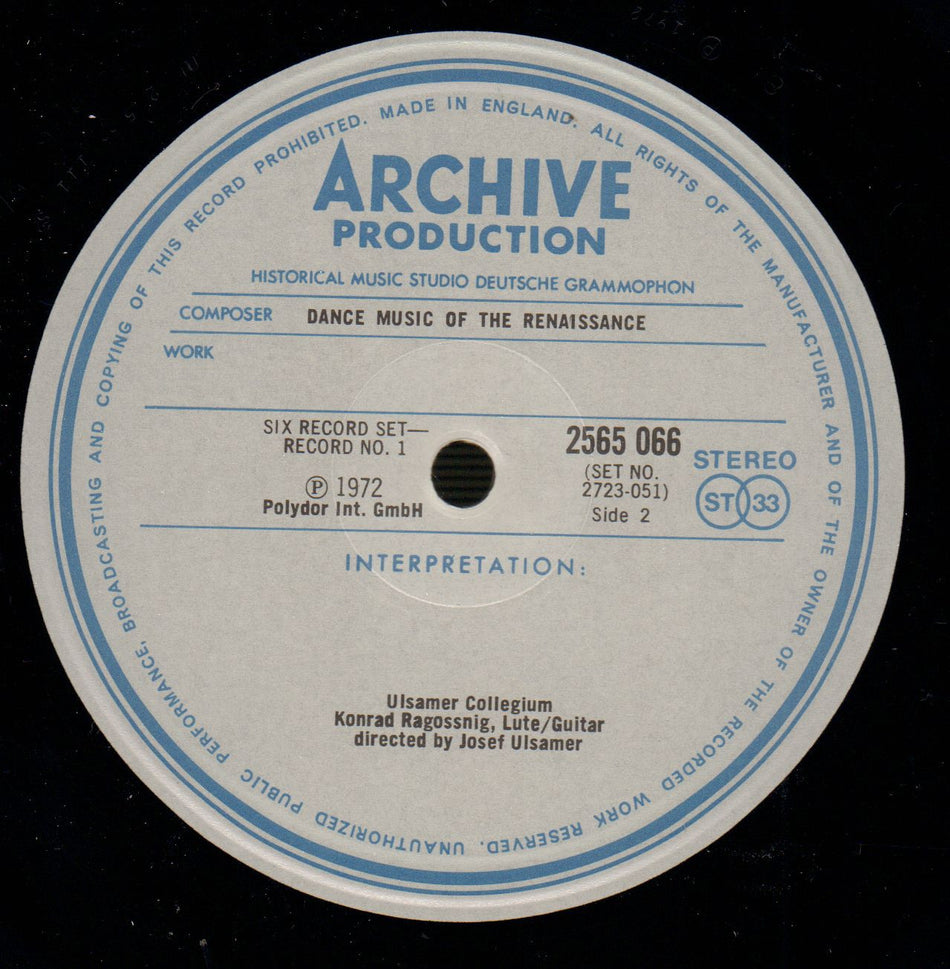 MADE IN ENGLAND. ALL RIGHTS OF THE MANUFACTURER AND OF THE OWNER OF THE RECORDED WORK RESERVED. UNAUTHORIZED PUBLIC PERFORMANCE, BROADCASTING AND COPYING OF THIS RECORD PROHIBITED.
ARCHIVE
PRODUCTION
HISTORICAL MUSIC STUDIO DEUTSCHE GRAMMOPHON
COMPOSER DANCE MUSIC OF THE RENAISSANCE
WORK
SIX RECORD SET—
RECORD NO. 1
℗ 1972
Polydor Int. GmbH
2565 066
(SET NO.
2723-051)
Side 2
STEREO
ST 33
INTERPRETATION:
Ulsamer Collegium
Konrad Ragossnig, Lute/Guitar
directed by Josef Ulsamer